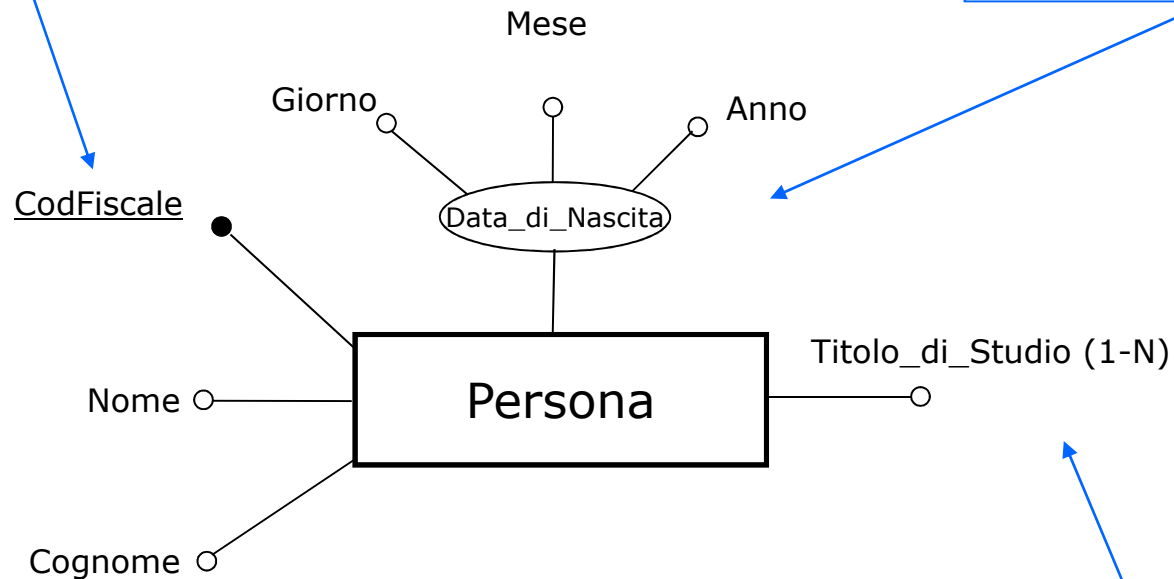 Mese
Giorno
Anno
CodFiscale
Data_di_Nascita
Titolo_di_Studio (1-N)
Nome
Persona
Cognome